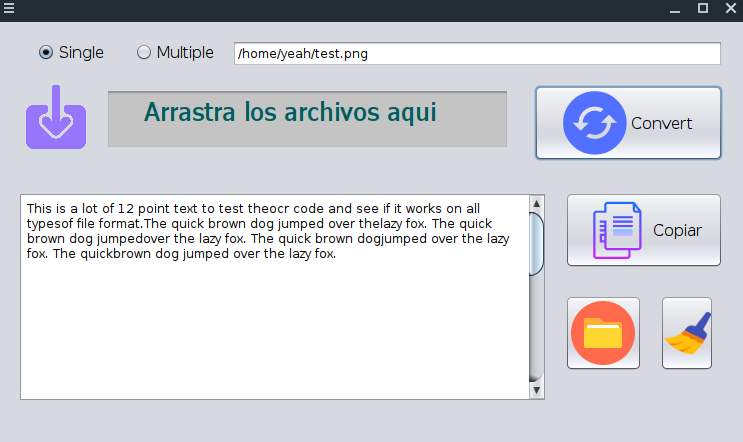 Single
Multiple
/home/yeah/test.png
Arrastra los archivos aqui
Convert
This is a lot of 12 point text to test theocr code and see if it works on all
typesof file format.The quick brown dog jumped over thelazy fox. The quick
brown dog jumpedover the lazy fox. The quick brown dogjumped over the lazy
fox. The quickbrown dog jumped over the lazy fox.
Copiar